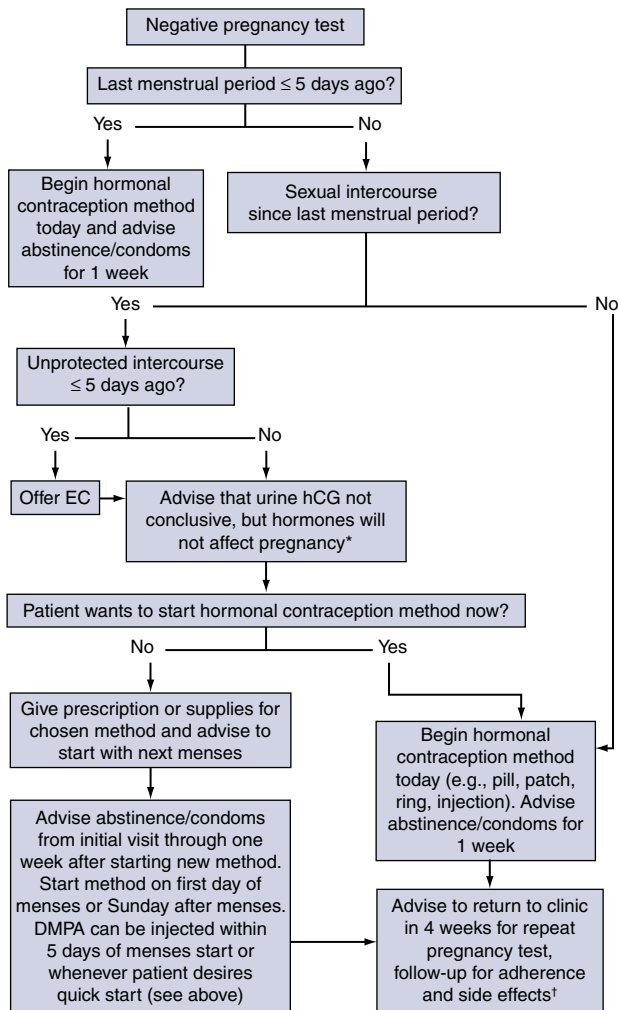 Negative pregnancy test
Last menstrual period ≤ 5 days ago?
Yes
No
Begin hormonal
contraception method
today and advise
abstinence/condoms
for 1 week
Sexual intercourse
since last menstrual period?
Yes
No
Unprotected intercourse
≤ 5 days ago?
Yes
No
Offer EC
Advise that urine hCG not
conclusive, but hormones will
not affect pregnancy*
Patient wants to start hormonal contraception method now?
No
Yes
Give prescription or supplies for
chosen method and advise to
start with next menses
Begin hormonal
contraception method
today (e.g., pill, patch,
ring, injection). Advise
abstinence/condoms for
1 week
Advise abstinence/condoms
from initial visit through one
week after starting new method.
Start method on first day of
menses or Sunday after menses.
DMPA can be injected within
5 days of menses start or
whenever patient desires
quick start (see above)
Advise to return to clinic
in 4 weeks for repeat
pregnancy test,
follow-up for adherence
and side effects†